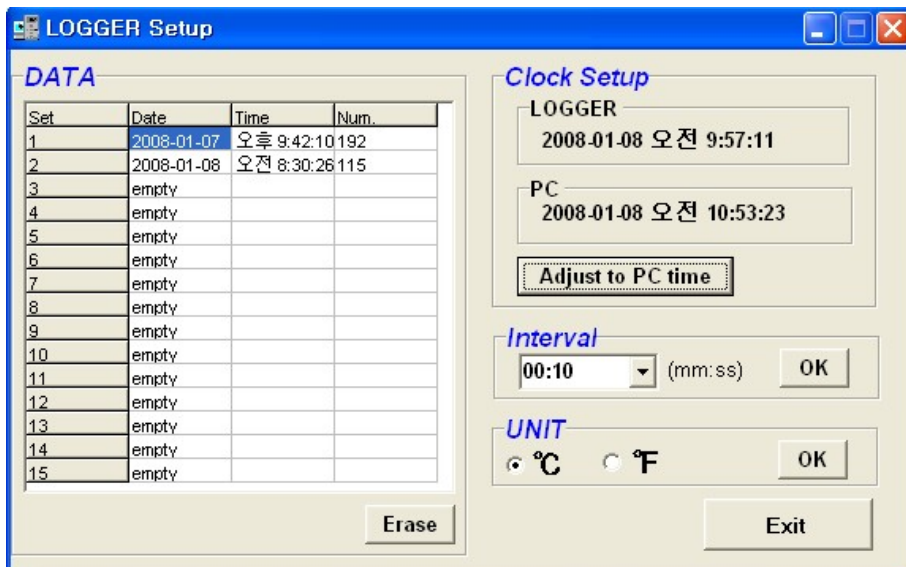 LOGGER Setup
DATA
Set Date Time Num.
1 2008-01-07 오후 9:42:10 192
2 2008-01-08 오전 8:30:26 115
3 empty
4 empty
5 empty
6 empty
7 empty
8 empty
9 empty
10 empty
11 empty
12 empty
13 empty
14 empty
15 empty
Erase
Clock Setup
LOGGER
2008-01-08 오전 9:57:11
PC
2008-01-08 오전 10:53:23
Adjust to PC time
Interval
00:10 (mm:ss) OK
UNIT
℃ ℉ OK
Exit